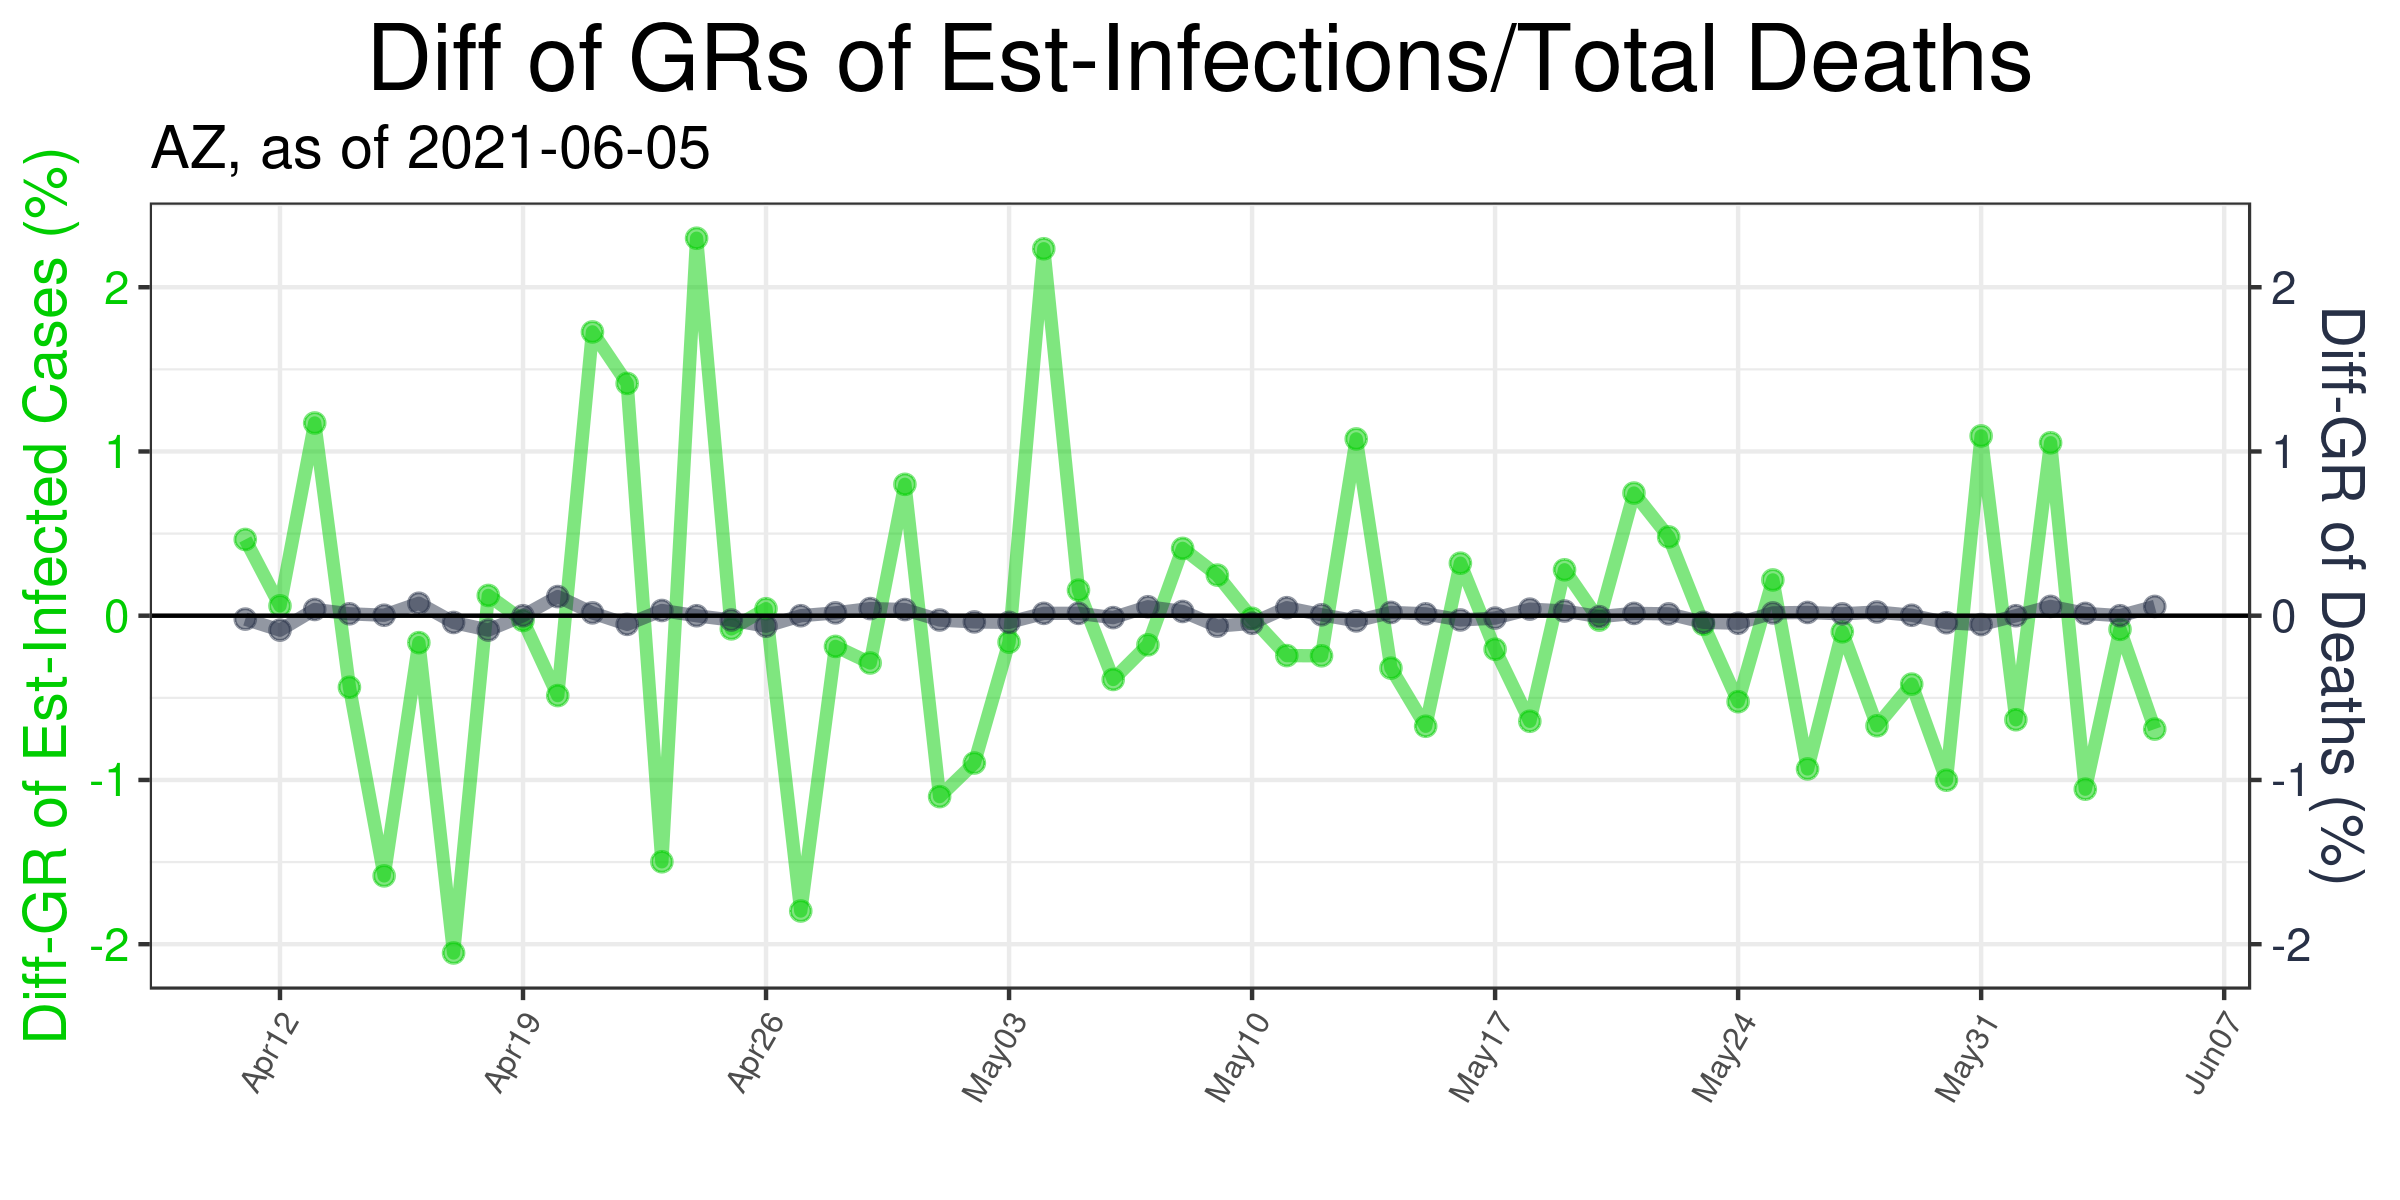 Diff of GRs of Est-Infections/Total Deaths
AZ, as of 2021-06-05
Diff-GR of Est-Infected Cases (%)
2
1
0
-1
-2
2
1
0
-1
-2
Diff-GR of Deaths (%)
Apr12
Apr19
Apr26
May03
May10
May17
May24
May31
Jun07